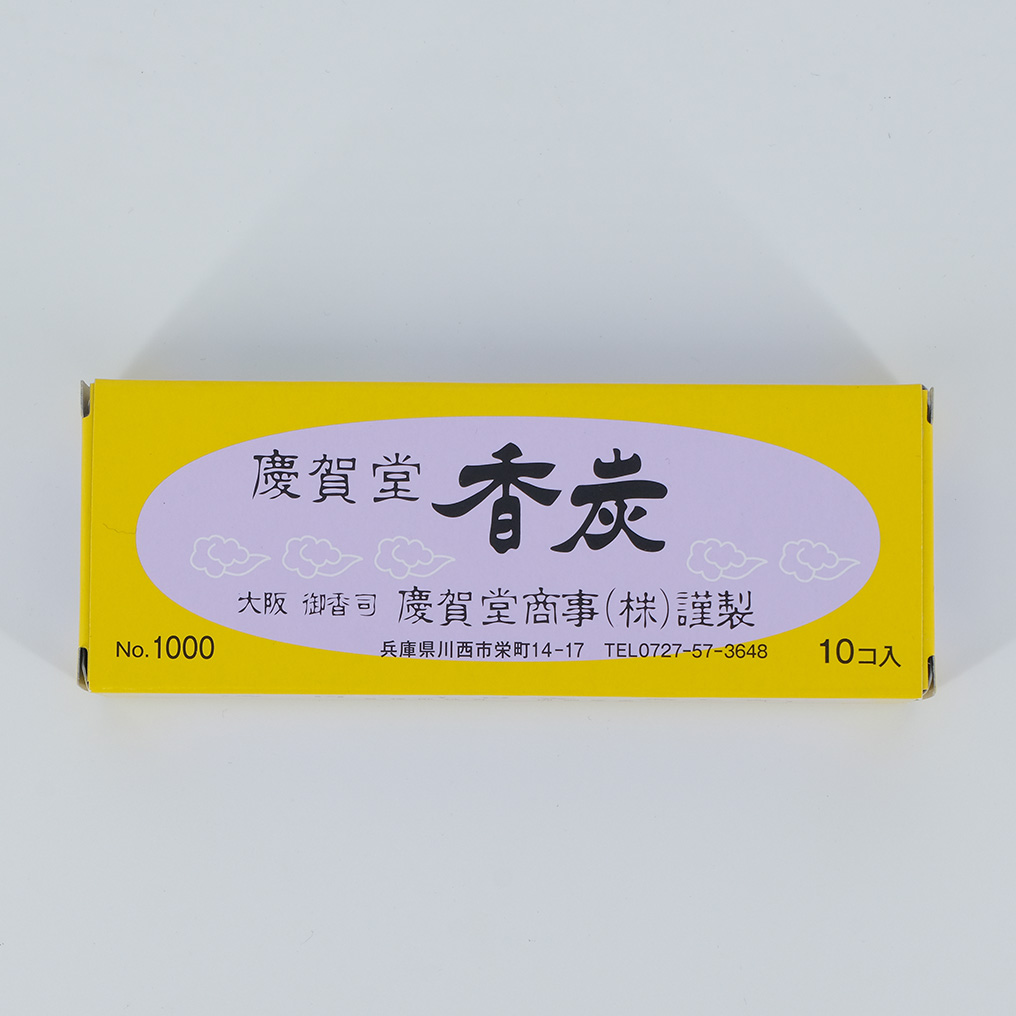 慶賀堂 香炭
大阪 御香司 慶賀堂商事(株)謹製
No.1000 兵庫県川西市栄町14-17 TEL0727-57-3648 10コ入